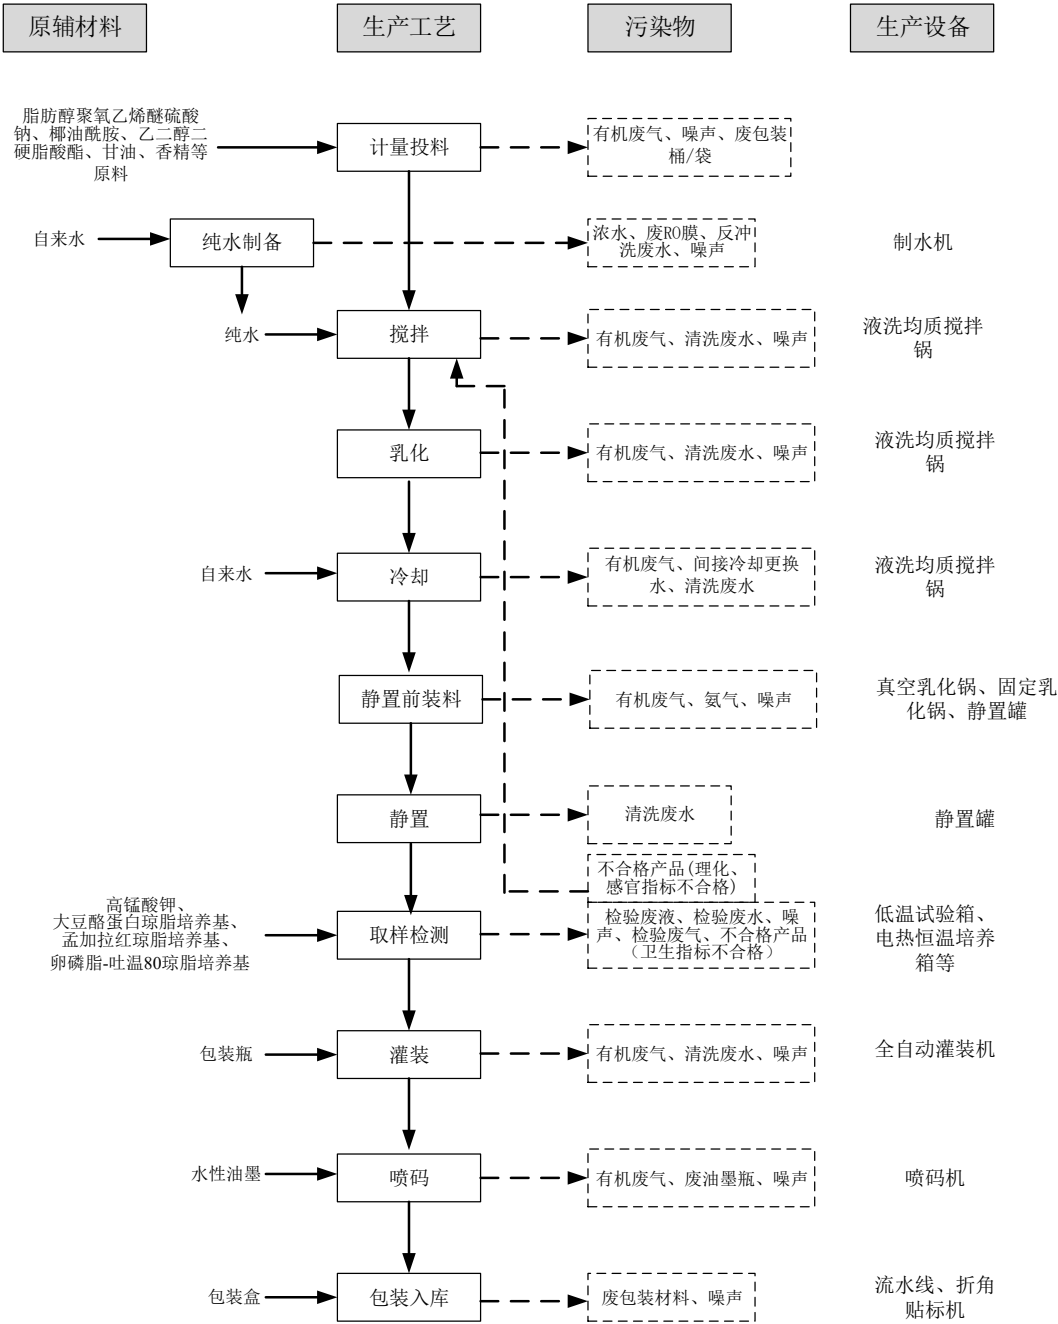 原辅材料
生产工艺
污染物
生产设备
脂肪醇聚氧乙烯醚硫酸
钠、椰油酰胺、乙二醇二
硬脂酸酯、甘油、香精等
原料
计量投料
有机废气、噪声、废包装
桶/袋
自来水
纯水制备
浓水、废RO膜、反冲
洗废水、噪声
制水机
纯水
搅拌
有机废气、清洗废水、噪声
液洗均质搅拌
锅
乳化
有机废气、清洗废水、噪声
液洗均质搅拌
锅
自来水
冷却
有机废气、间接冷却更换
水、清洗废水
液洗均质搅拌
锅
静置前装料
有机废气、氨气、噪声
真空乳化锅、固定乳
化锅、静置罐
静置
清洗废水
静置罐
不合格产品(理化、
感官指标不合格)
高锰酸钾、
大豆酪蛋白琼脂培养基、
孟加拉红琼脂培养基、
卵磷脂-吐温80琼脂培养基
取样检测
检验废液、检验废水、噪
声、检验废气、不合格产品
（卫生指标不合格）
低温试验箱、
电热恒温培养
箱等
包装瓶
灌装
有机废气、清洗废水、噪声
全自动灌装机
水性油墨
喷码
有机废气、废油墨瓶、噪声
喷码机
包装盒
包装入库
废包装材料、噪声
流水线、折角
贴标机